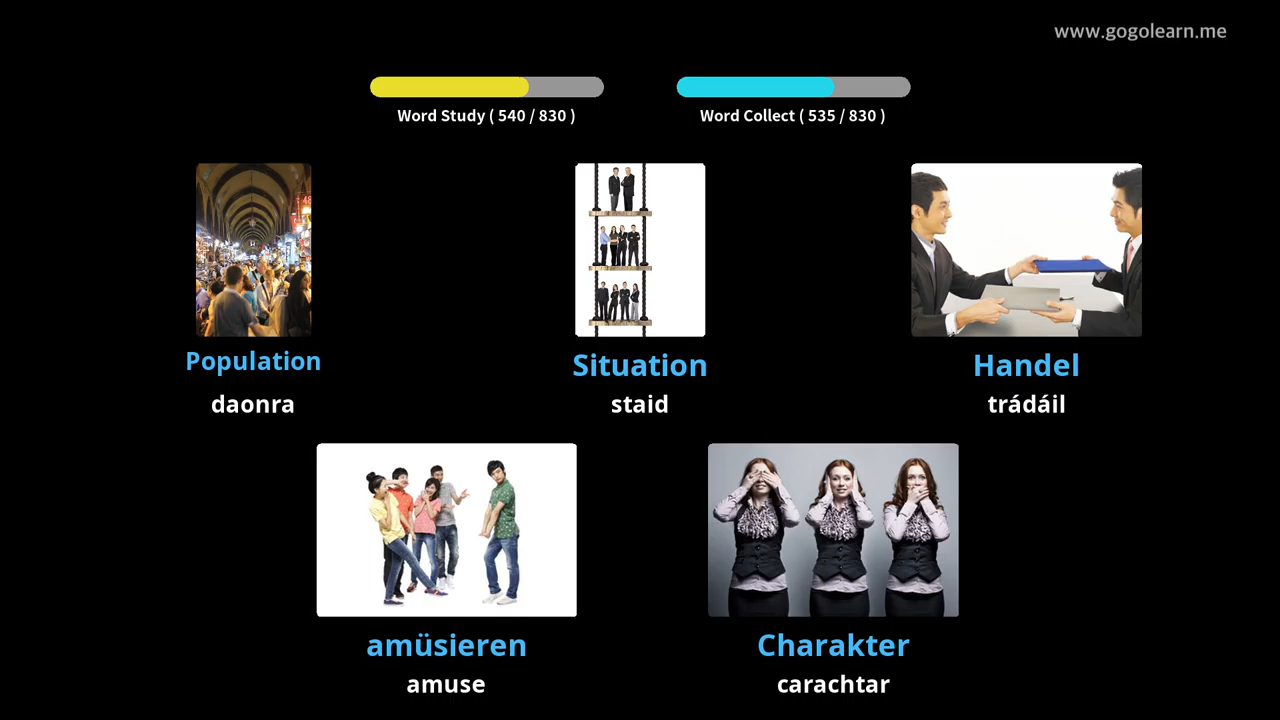 www.gogolearn.me
Word Study ( 540 / 830 )
Word Collect ( 535 / 830 )
Population
Situation
Handel
daonra
staid
trádáil
amüsieren
Charakter
amuse
carachtar